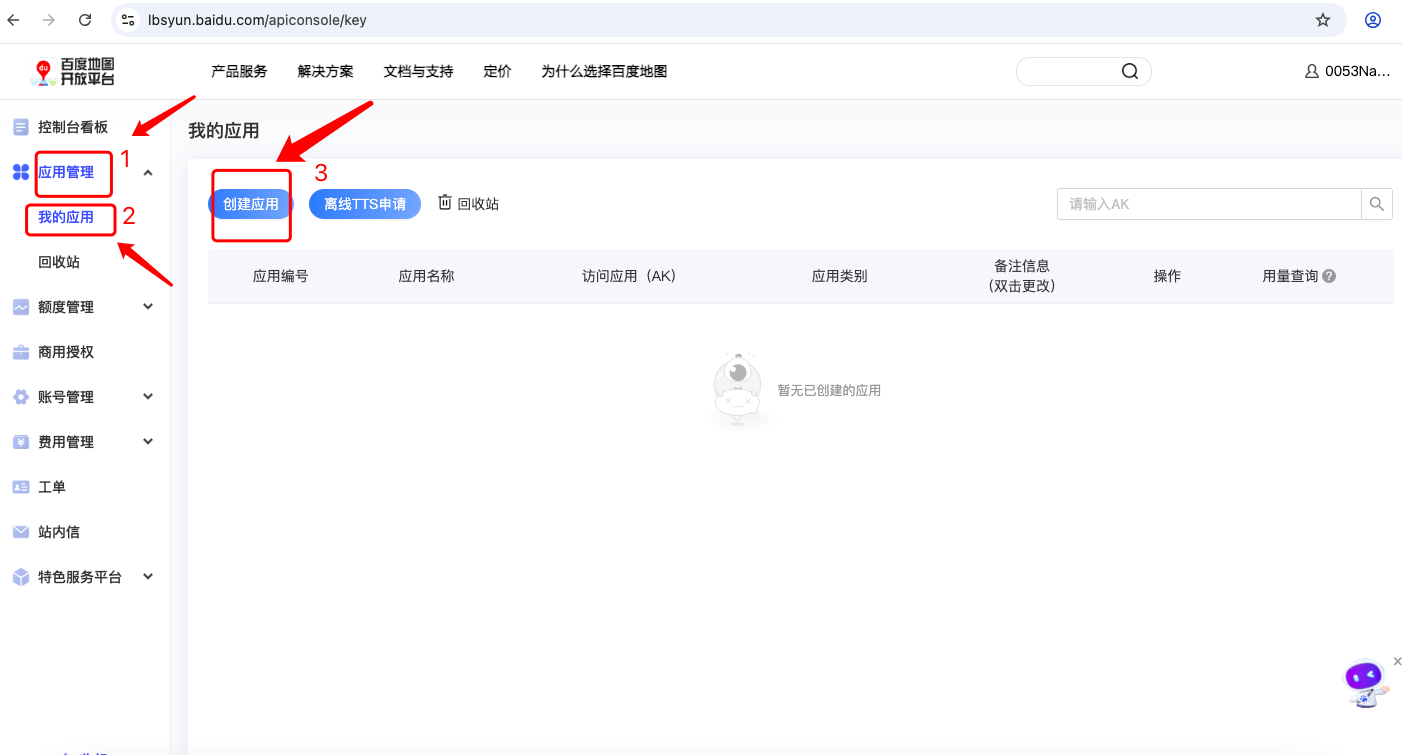 lbsyun.baidu.com/apiconsole/key
百度地图
开放平台
产品服务
解决方案
文档与支持
定价
为什么选择百度地图
0053Na...
控制台看板
应用管理
1
我的应用
2
回收站
额度管理
商用授权
账号管理
费用管理
工单
站内信
特色服务平台
我的应用
3
创建应用
离线TTS申请
回收站
请输入AK
应用编号
应用名称
访问应用（AK）
应用类别
备注信息
(双击更改)
操作
用量查询
暂无已创建的应用